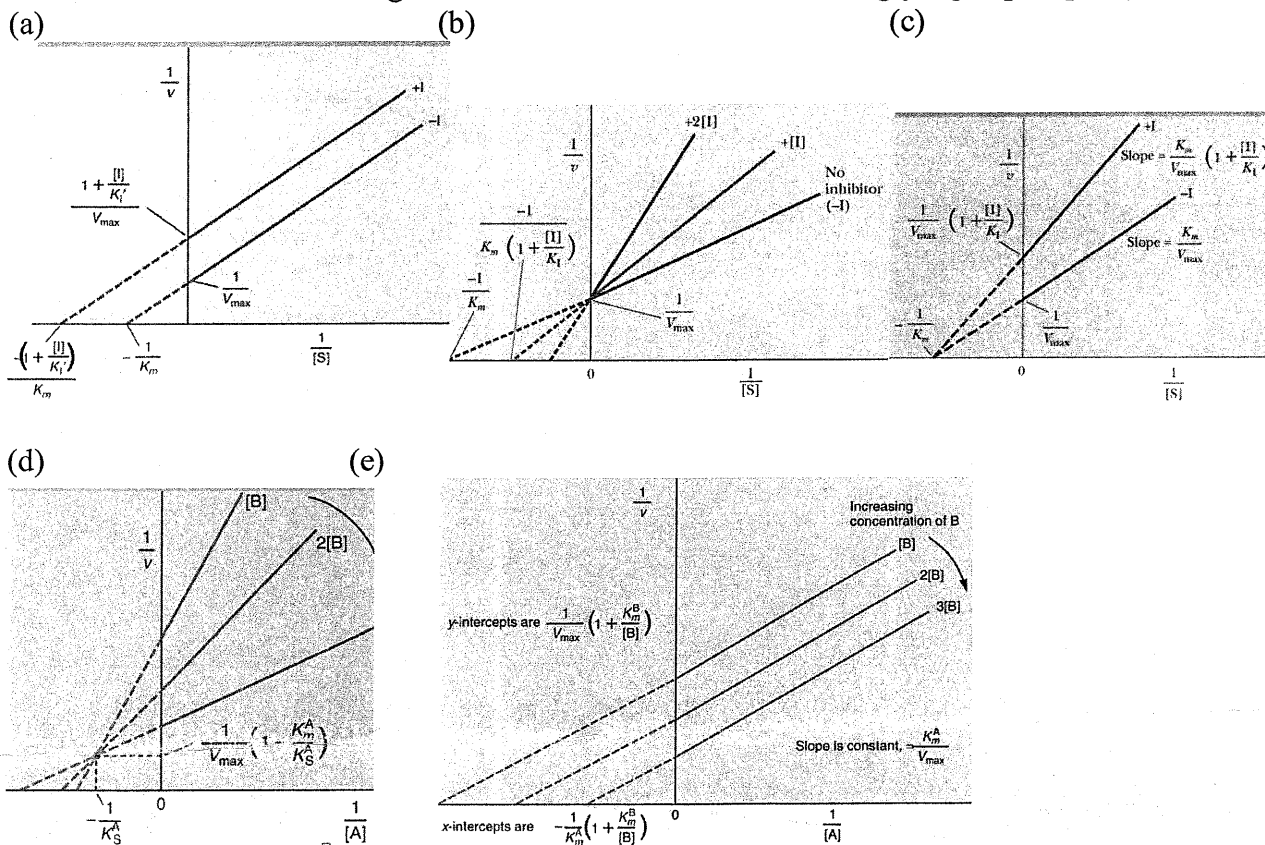 (a)
1/v
+I
-I
(1 + [I]/K_I')/V_max
1/V_max
-(1 + [I]/K_I')/K_m
-1/K_m
1/[S]
(b)
1/v
+2[I]
+[I]
No
inhibitor
(-I)
-1/(K_m (1 + [I]/K_I))
-1/K_m
1/V_max
0
1/[S]
(c)
1/v
+I
Slope = K_m/V_max (1 + [I]/K_I)
-I
Slope = K_m/V_max
1/V_max (1 + [I]/K_I)
-1/K_m
1/V_max
0
1/[S]
(d)
1/v
[B]
2[B]
1/V_max (1 - K_m^A/K_S^A)
-1/K_S^A
0
1/[A]
(e)
1/v
Increasing
concentration of B
[B]
2[B]
3[B]
y-intercepts are 1/V_max (1 + K_m^B/[B])
Slope is constant, = K_m^A/V_max
x-intercepts are -1/K_m^A (1 + K_m^B/[B])
0
1/[A]